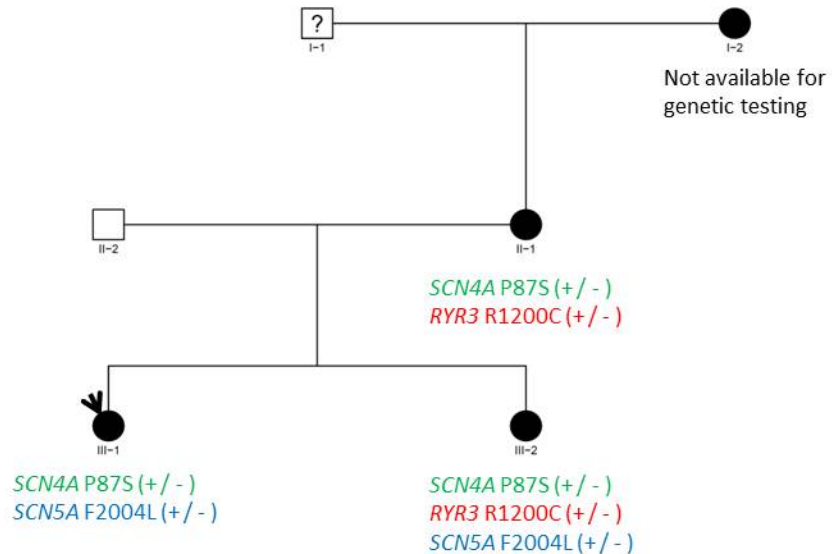 ?
I-1
I-2
Not available for
genetic testing
II-2
II-1
SCN4A P87S (+/-)
RYR3 R1200C (+/-)
III-1
III-2
SCN4A P87S (+/-)
SCN5A F2004L (+/-)
SCN4A P87S (+/-)
RYR3 R1200C (+/-)
SCN5A F2004L (+/-)